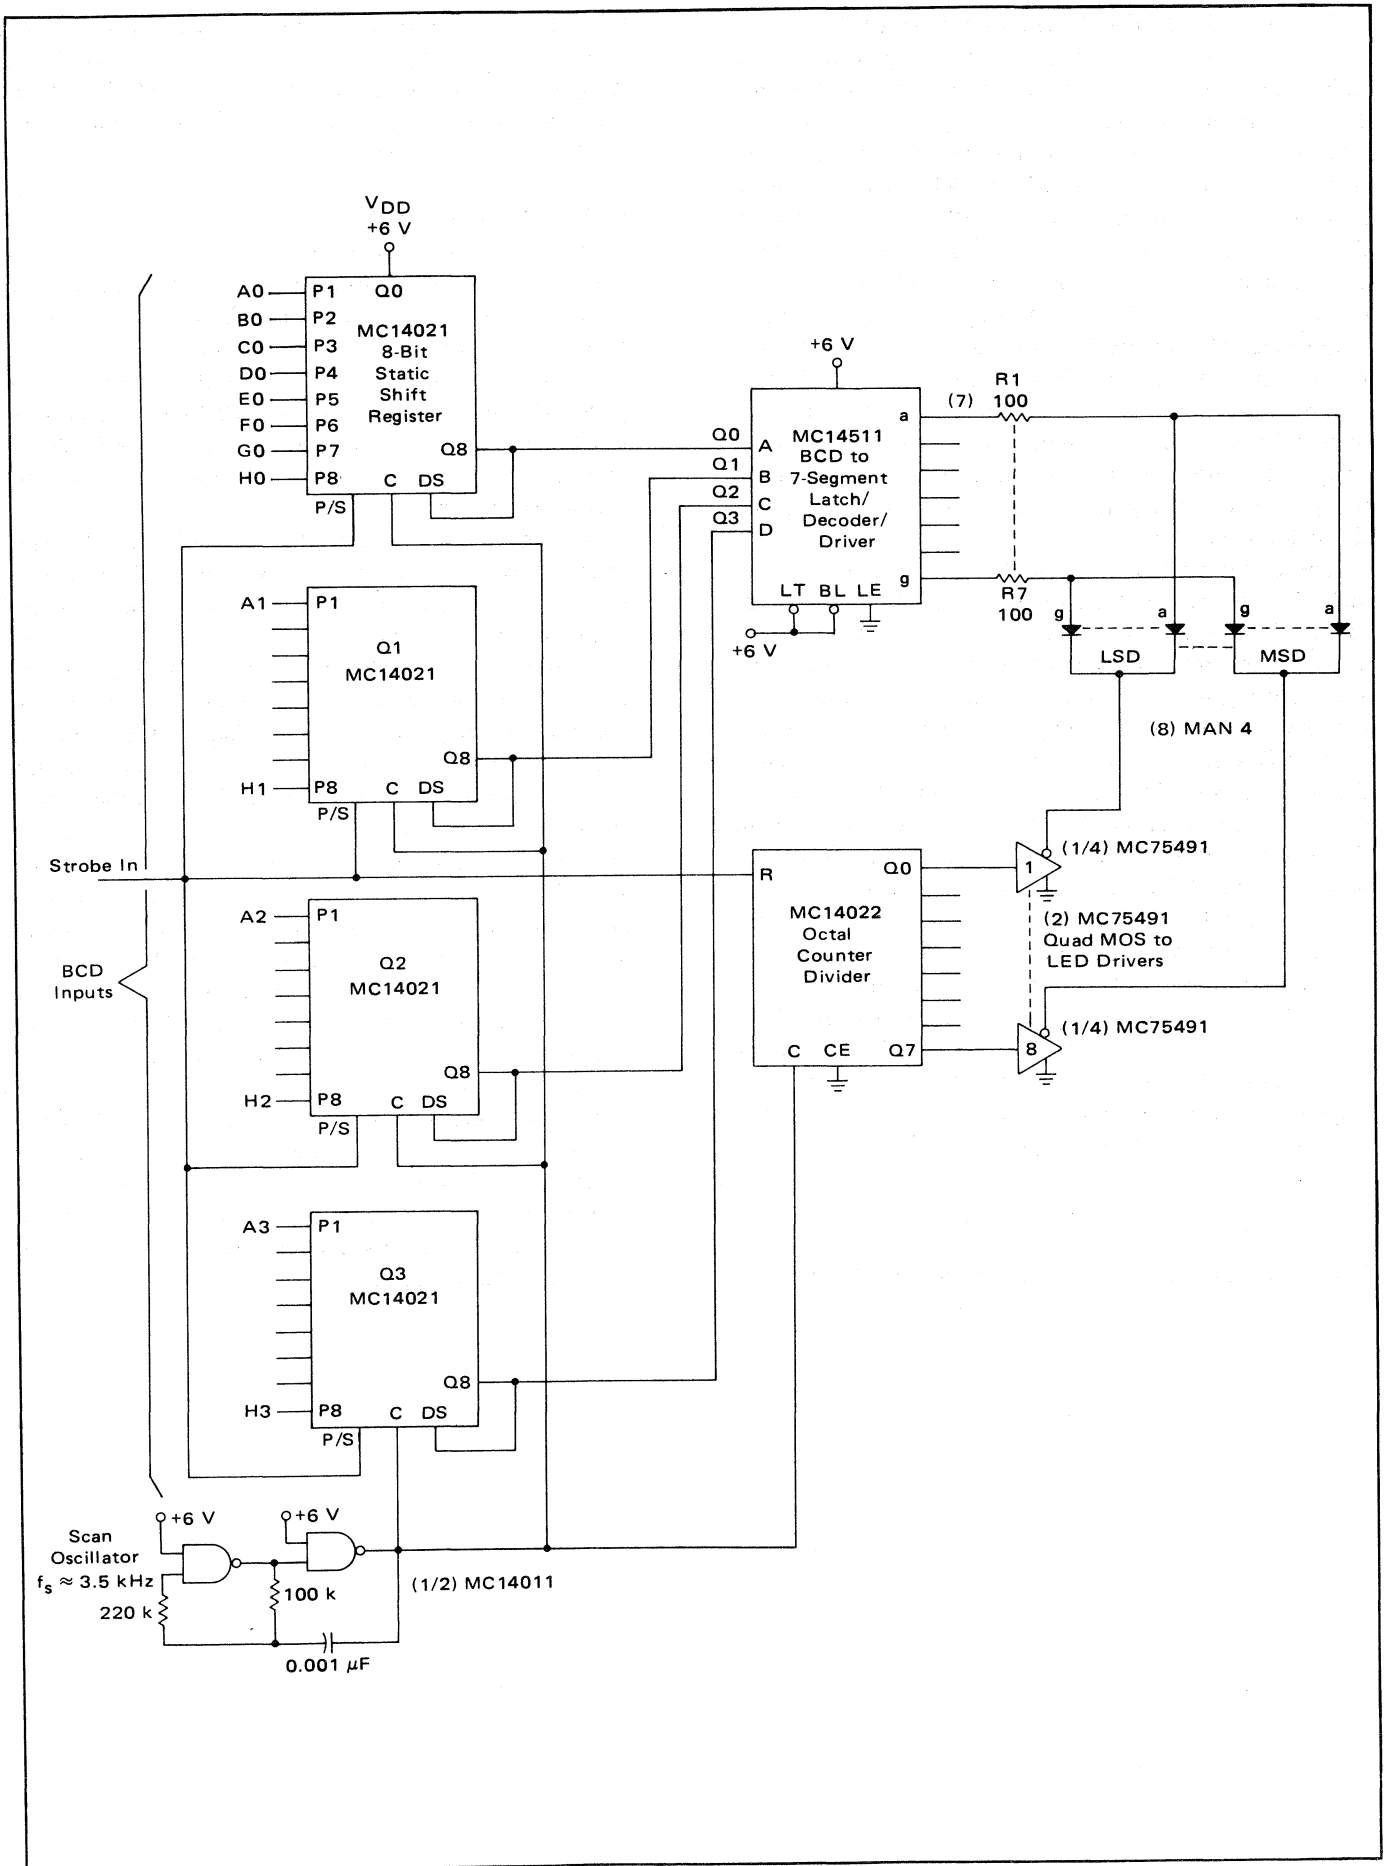 VDD
+6 V
A0
B0
C0
D0
E0
F0
G0
H0
P1
P2
P3
P4
P5
P6
P7
P8
Q0
MC14021
8-Bit
Static
Shift
Register
Q8
C
DS
P/S
A1
H1
P1
P8
Q1
MC14021
Q8
C
DS
P/S
Strobe In
BCD
Inputs
A2
H2
P1
P8
Q2
MC14021
Q8
C
DS
P/S
A3
H3
P1
P8
Q3
MC14021
Q8
C
DS
P/S
+6 V
+6 V
Scan
Oscillator
fs ≈ 3.5 kHz
220 k
100 k
0.001 μF
(1/2) MC14011
+6 V
Q0
Q1
Q2
Q3
A
B
C
D
MC14511
BCD to
7-Segment
Latch/
Decoder/
Driver
a
g
LT
BL
LE
+6 V
(7)
R1
100
R7
100
g
a
g
a
LSD
MSD
(8) MAN 4
R
Q0
MC14022
Octal
Counter
Divider
C
CE
Q7
1
(1/4) MC75491
(2) MC75491
Quad MOS to
LED Drivers
8
(1/4) MC75491